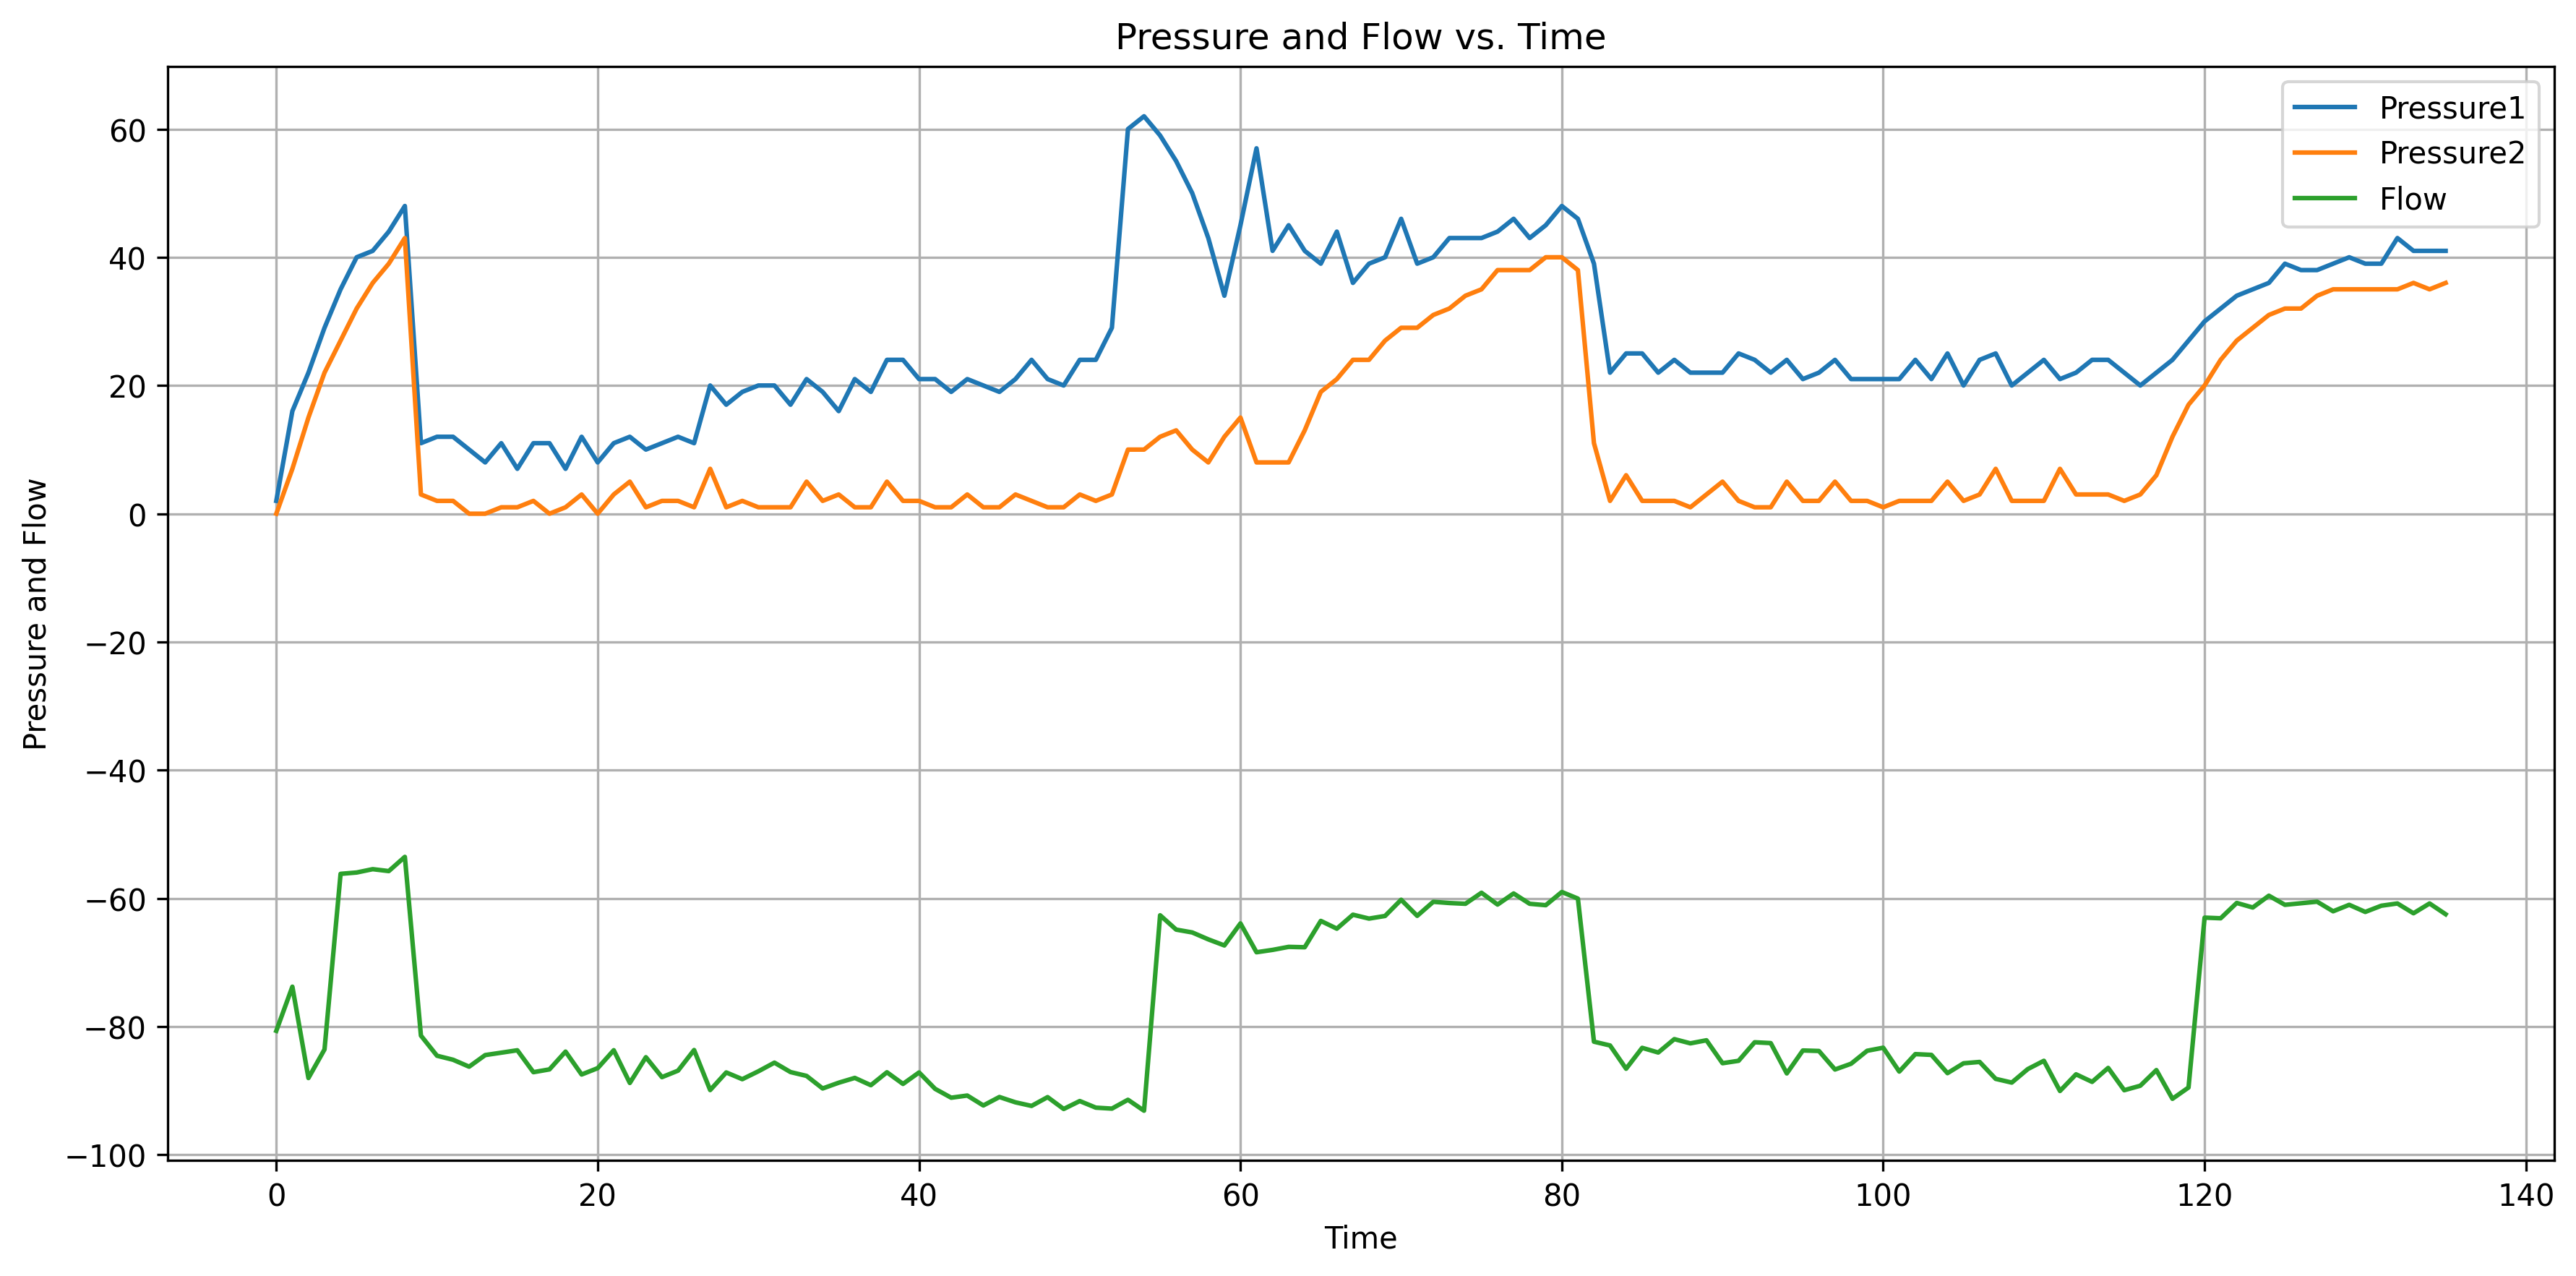 Pressure and Flow vs. Time
Pressure1
Pressure2
Flow
Pressure and Flow
60
40
20
0
−20
−40
−60
−80
−100
0 20 40 60 80 100 120 140
Time